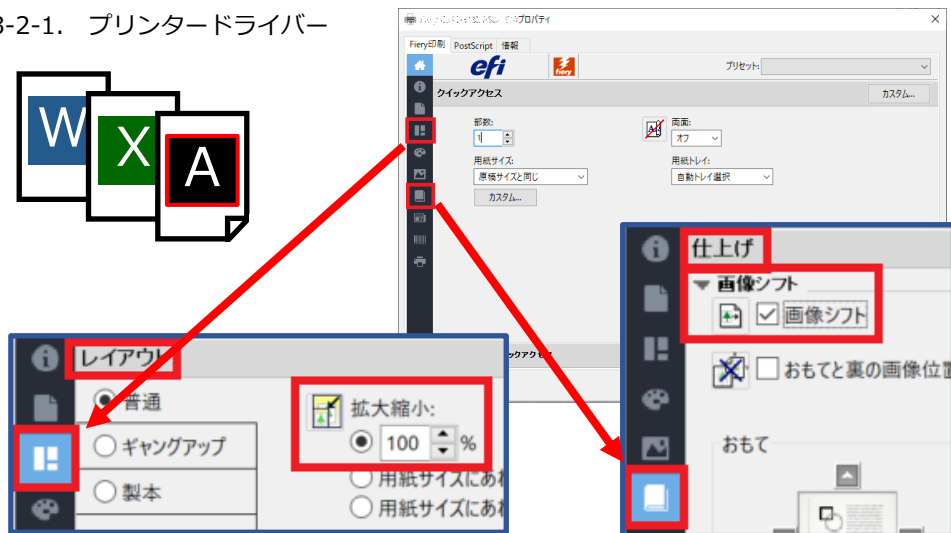 3-2-1. プリンタードライバー
W
X
A
プロパティ
Fiery印刷 PostScript 情報
efi fiery
プリセット:
クイックアクセス
カスタム...
部数:
1
両面:
オフ
用紙サイズ:
原稿サイズと同じ
用紙トレイ:
自動トレイ選択
カスタム...
ックアクセス
レイアウト
普通
ギャングアップ
製本
拡大縮小:
100 %
用紙サイズにあ
用紙サイズにあ
仕上げ
画像シフト
画像シフト
おもてと裏の画像位置
おもて